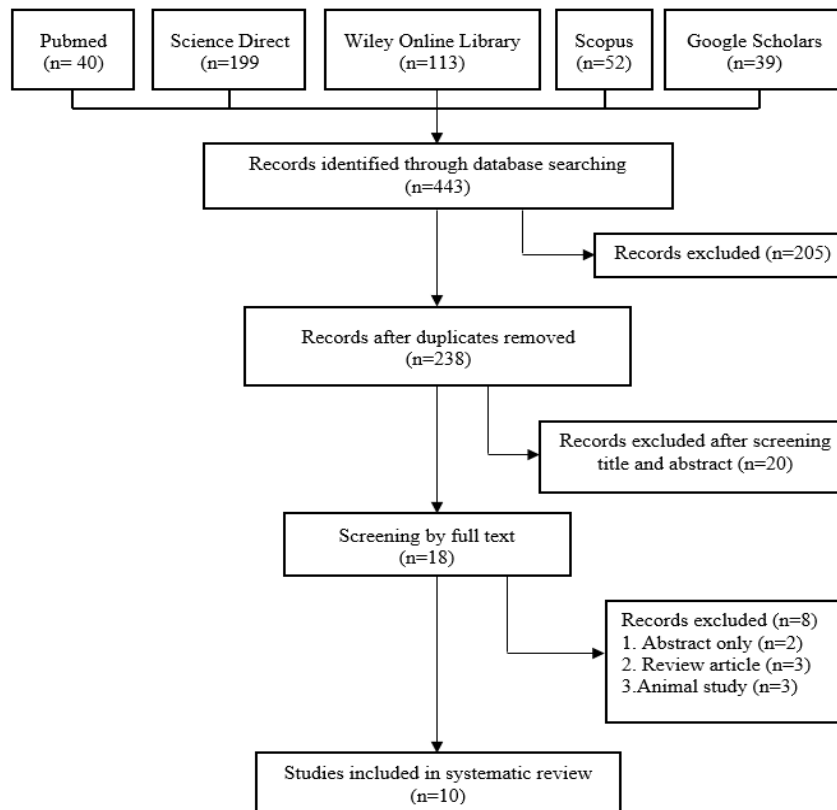 Pubmed
(n= 40)
Science Direct
(n=199
Wiley Online Library
(n=113)
Scopus
(n=52)
Google Scholars
(n=39)
Records identified through database searching
(n=443)
Records excluded (n=205)
Records after duplicates removed
(n=238)
Records excluded after screening
title and abstract (n=20)
Screening by full text
(n=18)
Records excluded (n=8)
1. Abstract only (n=2)
2. Review article (n=3)
3.Animal study (n=3)
Studies included in systematic review
(n=10)